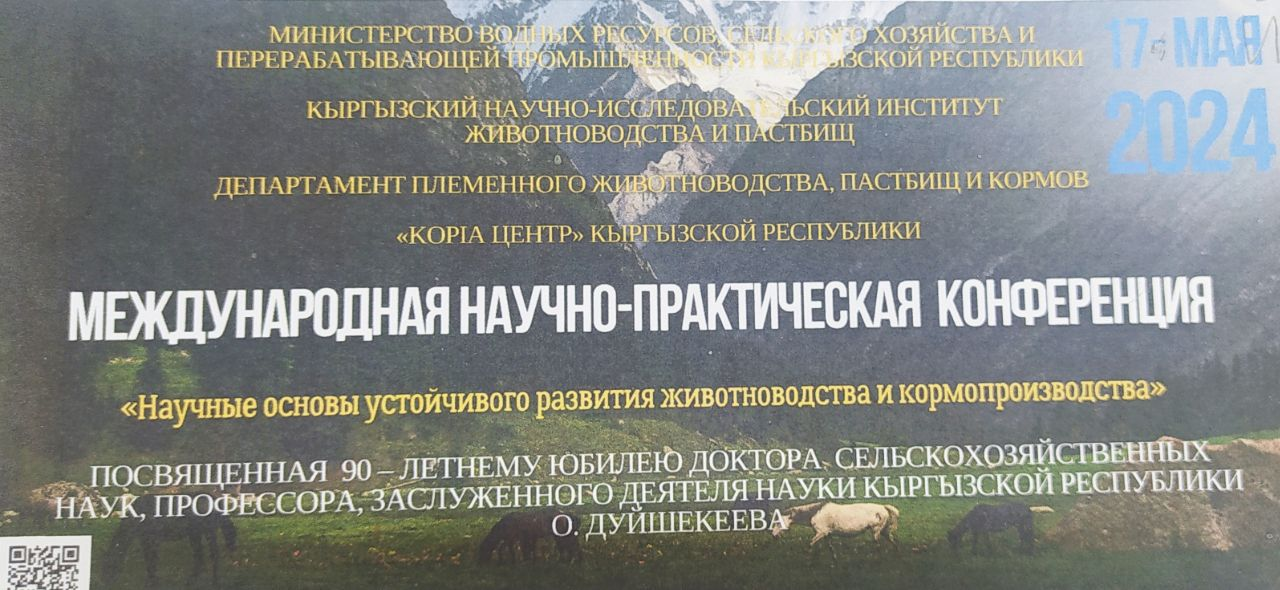 МИНИСТЕРСТВО ВОДНЫХ РЕСУРСОВ, СЕЛЬСКОГО ХОЗЯЙСТВА И
ПЕРЕРАБАТЫВАЮЩЕЙ ПРОМЫШЛЕННОСТИ КЫРГЫЗСКОЙ РЕСПУБЛИКИ
17- МАЯ
2024
КЫРГЫЗСКИЙ НАУЧНО-ИССЛЕДОВАТЕЛЬСКИЙ ИНСТИТУТ
ЖИВОТНОВОДСТВА И ПАСТБИЩ
ДЕПАРТАМЕНТ ПЛЕМЕННОГО ЖИВОТНОВОДСТВА, ПАСТБИЩ И КОРМОВ
«KOPIA ЦЕНТР» КЫРГЫЗСКОЙ РЕСПУБЛИКИ
МЕЖДУНАРОДНАЯ НАУЧНО-ПРАКТИЧЕСКАЯ КОНФЕРЕНЦИЯ
«Научные основы устойчивого развития животноводства и кормопроизводства»
ПОСВЯЩЕННАЯ 90 – ЛЕТНЕМУ ЮБИЛЕЮ ДОКТОРА СЕЛЬСКОХОЗЯЙСТВЕННЫХ
НАУК, ПРОФЕССОРА, ЗАСЛУЖЕННОГО ДЕЯТЕЛЯ НАУКИ КЫРГЫЗСКОЙ РЕСПУБЛИКИ
О. ДУЙШЕКЕЕВА